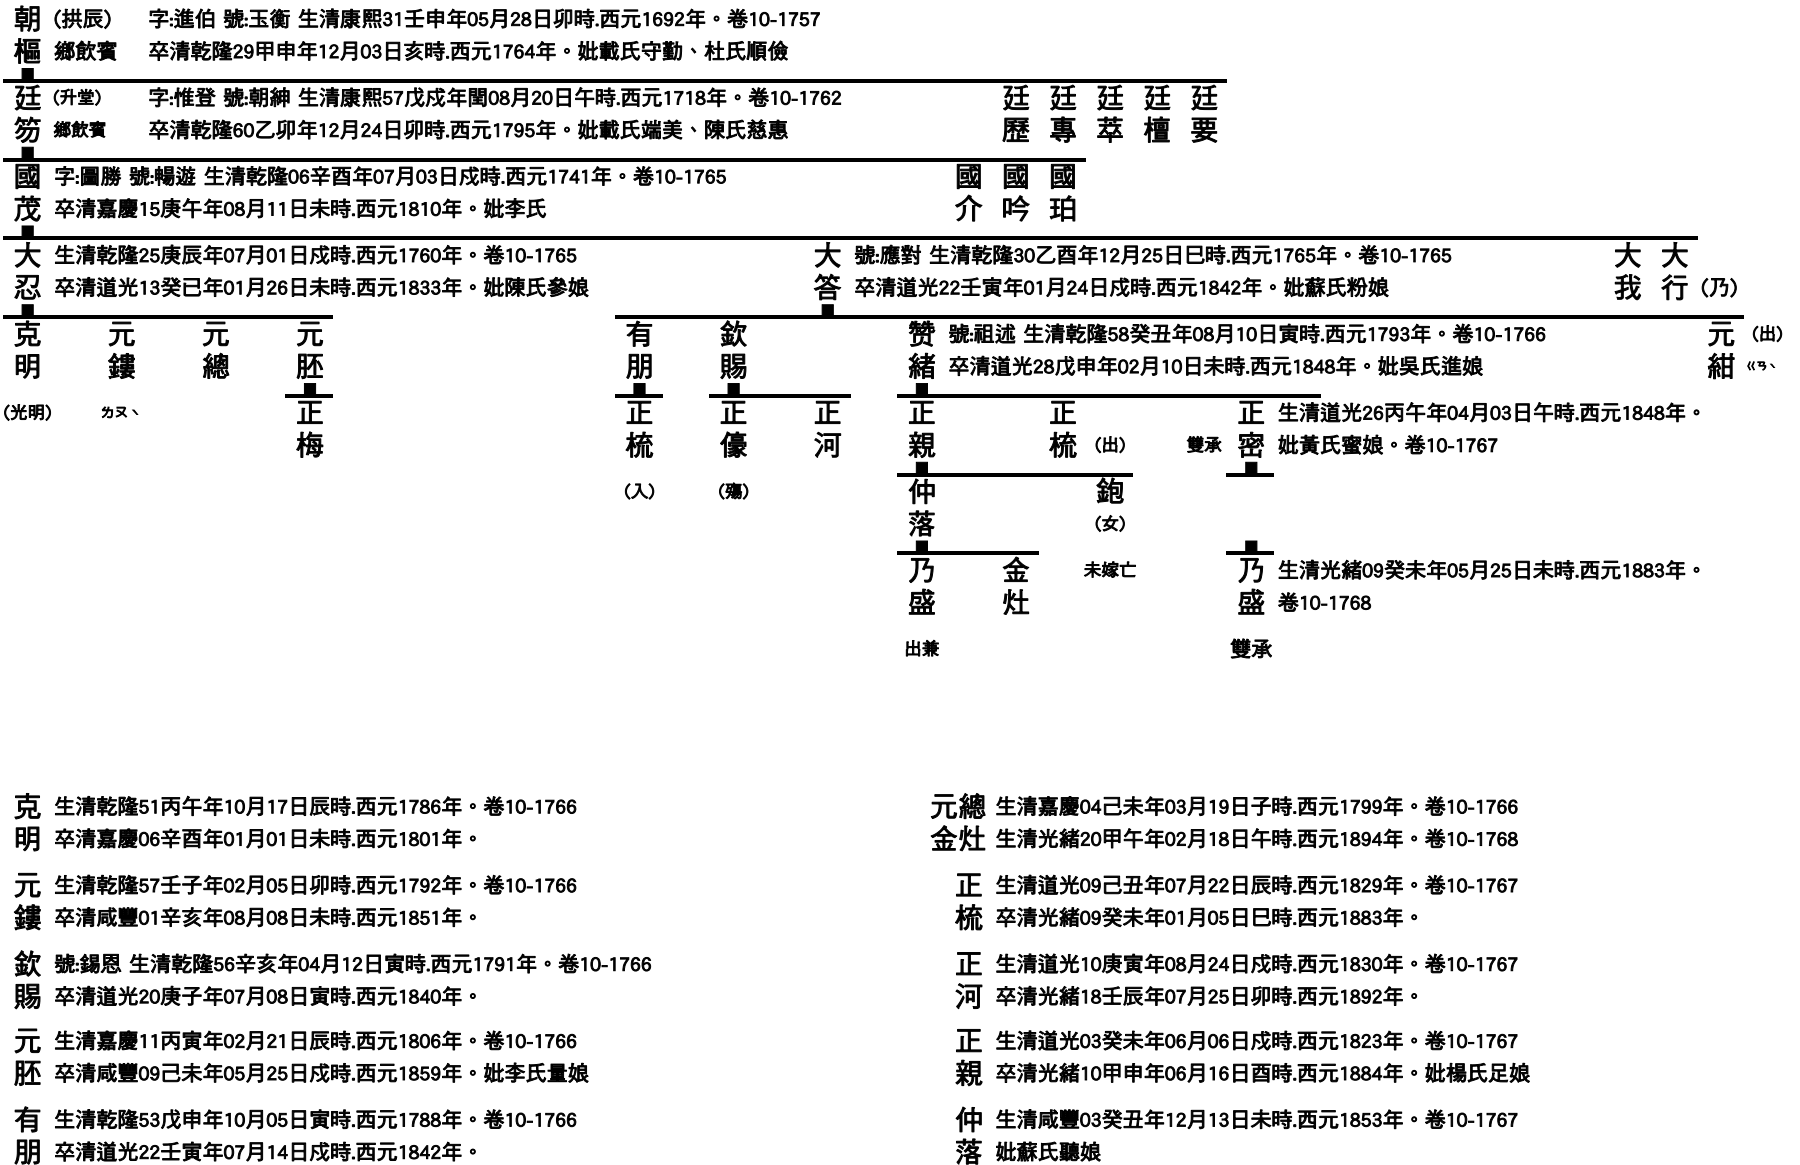 朝樞 (拱辰) 字:進伯 號:玉衡 生清康熙31壬申年05月28日卯時.西元1692年。卷10-1757
鄉飲賓 卒清乾隆29甲申年12月03日亥時.西元1764年。妣載氏守勤、杜氏順儉
廷笏 (升堂) 字:惟登 號:朝紳 生清康熙57戊戍年閏08月20日午時.西元1718年。卷10-1762
鄉飲賓 卒清乾隆60乙卯年12月24日卯時.西元1795年。妣載氏端美、陳氏慈惠
廷歷 廷專 廷萃 廷檀 廷要
國茂 字:圖勝 號:暢遊 生清乾隆06辛酉年07月03日戍時.西元1741年。卷10-1765
卒清嘉慶15庚午年08月11日未時.西元1810年。妣李氏
國介 國吟 國珀
大忍 生清乾隆25庚辰年07月01日戍時.西元1760年。卷10-1765
卒清道光13癸已年01月26日未時.西元1833年。妣陳氏參娘
大答 號:應對 生清乾隆30乙酉年12月25日巳時.西元1765年。卷10-1765
卒清道光22壬寅年01月24日戍時.西元1842年。妣蘇氏粉娘
大我 大行 (乃)
克明 元鏤 元總 元胚
有朋 欽賜
赞緒 號:祖述 生清乾隆58癸丑年08月10日寅時.西元1793年。卷10-1766
卒清道光28戊申年02月10日未時.西元1848年。妣吳氏進娘
元紺 (出) ㄍㄢˋ
(光明) ㄌㄡˋ 正梅
正梳 正儫 正河
正親 正梳 (出)
雙承 正密 生清道光26丙午年04月03日午時.西元1848年。
妣黃氏蜜娘。卷10-1767
(入) (殤)
仲落 鉋 (女)
乃盛 金灶 未嫁亡
乃盛 生清光緒09癸未年05月25日未時.西元1883年。
卷10-1768
出兼 雙承
克明 生清乾隆51丙午年10月17日辰時.西元1786年。卷10-1766
卒清嘉慶06辛酉年01月01日未時.西元1801年。
元鏤 生清乾隆57壬子年02月05日卯時.西元1792年。卷10-1766
卒清咸豐01辛亥年08月08日未時.西元1851年。
欽賜 號:錫恩 生清乾隆56辛亥年04月12日寅時.西元1791年。卷10-1766
卒清道光20庚子年07月08日寅時.西元1840年。
元胚 生清嘉慶11丙寅年02月21日辰時.西元1806年。卷10-1766
卒清咸豐09己未年05月25日戍時.西元1859年。妣李氏量娘
有朋 生清乾隆53戊申年10月05日寅時.西元1788年。卷10-1766
卒清道光22壬寅年07月14日戍時.西元1842年。
元總 生清嘉慶04己未年03月19日子時.西元1799年。卷10-1766
金灶 生清光緒20甲午年02月18日午時.西元1894年。卷10-1768
正梳 生清道光09己丑年07月22日辰時.西元1829年。卷10-1767
卒清光緒09癸未年01月05日巳時.西元1883年。
正河 生清道光10庚寅年08月24日戍時.西元1830年。卷10-1767
卒清光緒18壬辰年07月25日卯時.西元1892年。
正親 生清道光03癸未年06月06日戍時.西元1823年。卷10-1767
卒清光緒10甲申年06月16日酉時.西元1884年。妣楊氏足娘
仲落 生清咸豐03癸丑年12月13日未時.西元1853年。卷10-1767
妣蘇氏聽娘